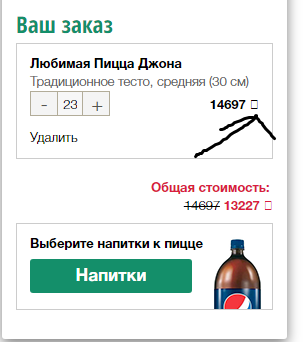 Ваш заказ
Любимая Пицца Джона
Традиционное тесто, средняя (30 см)
- 23 + 14697 
Удалить
Общая стоимость:
14697 13227
Выберите напитки к пицце
Напитки